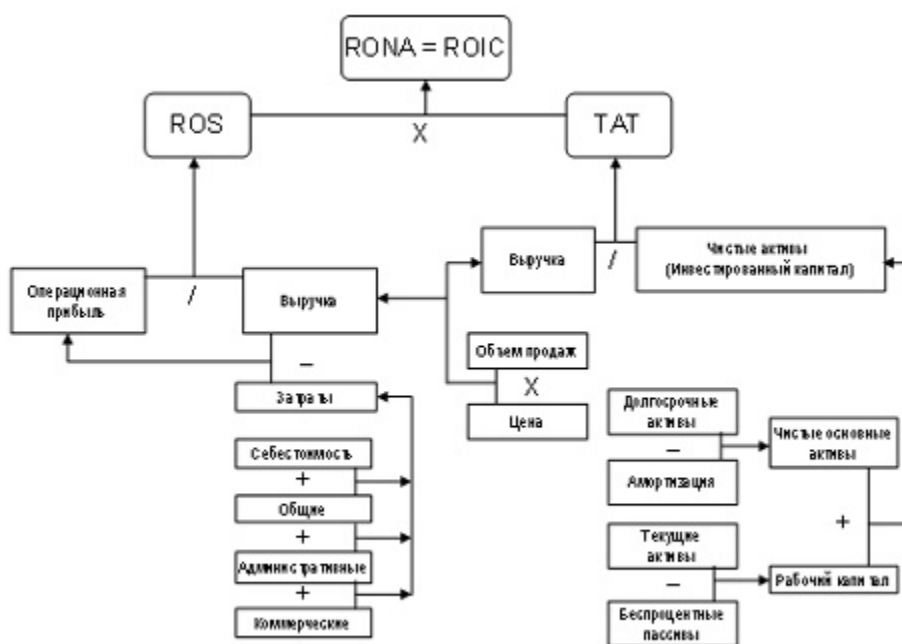 RONA = ROIC
ROS
X
TAT
Выручка
/
Чистые активы
(Инвестированный капитал)
Операционная
прибыль
/
Выручка
–
Затраты
Объем продаж
X
Цена
Себестоимость
+
Общие
+
Административные
+
Коммерческие
Долгосрочные
активы
–
Амортизация
Чистые основные
активы
+
Текущие
активы
–
Беспроцентные
пассивы
Рабочий капитал